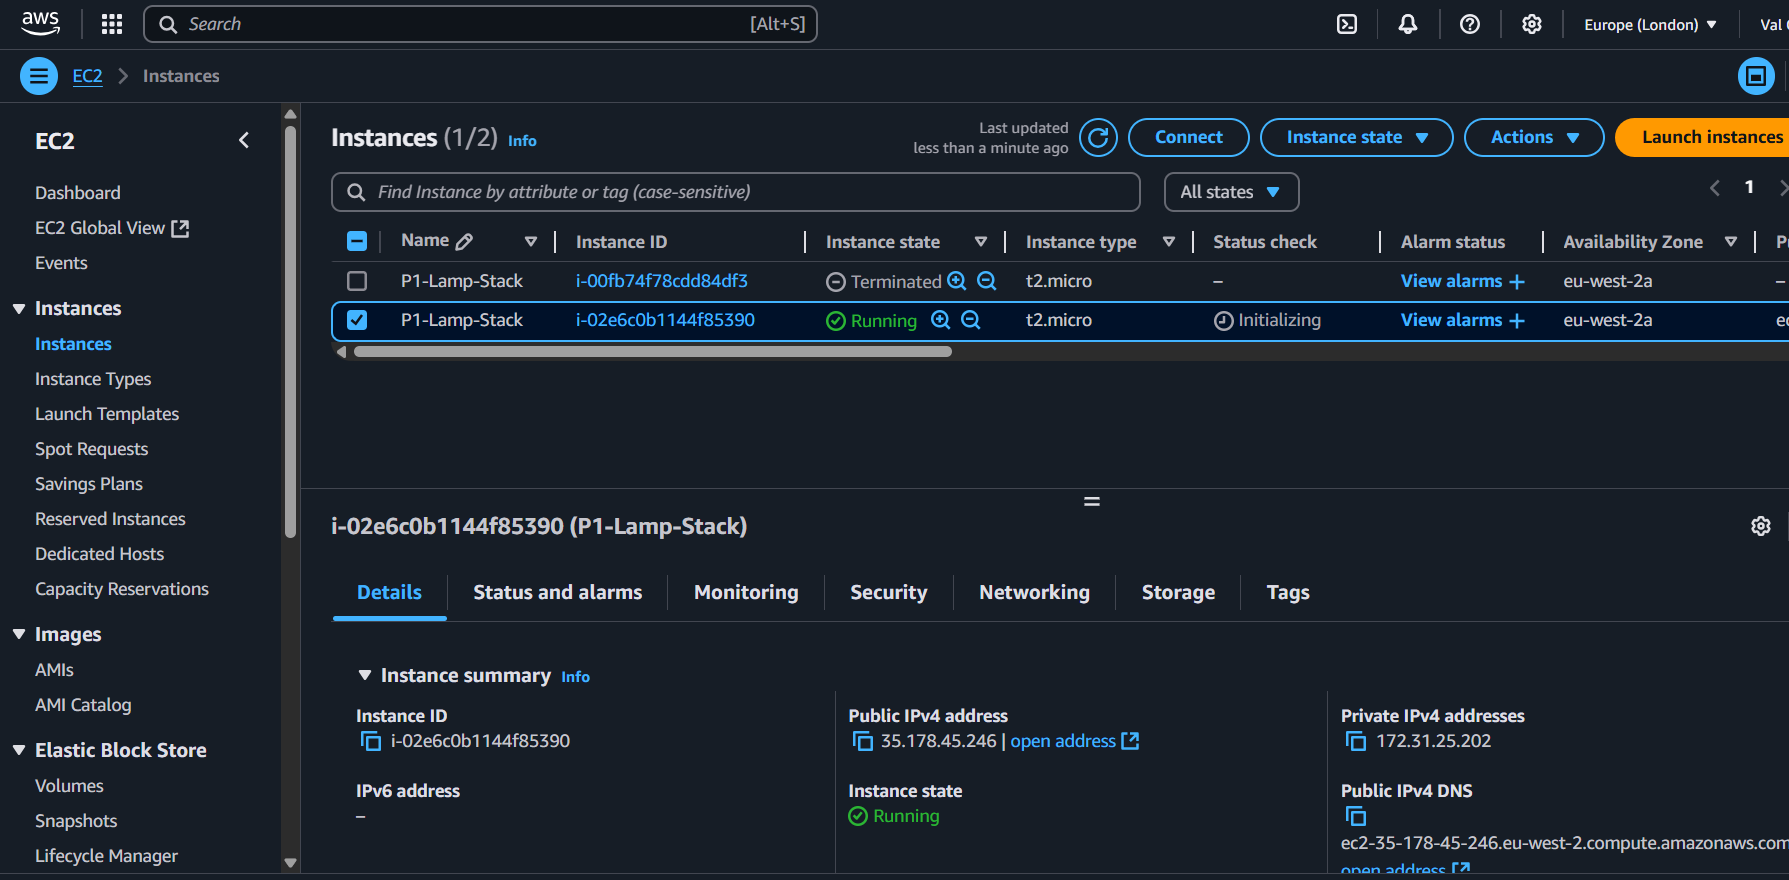 aws
Search [Alt+S]
Europe (London)
Val
EC2 Instances
EC2
Dashboard
EC2 Global View
Events
Instances
Instances
Instance Types
Launch Templates
Spot Requests
Savings Plans
Reserved Instances
Dedicated Hosts
Capacity Reservations
Images
AMIs
AMI Catalog
Elastic Block Store
Volumes
Snapshots
Lifecycle Manager
Instances (1/2) Info
Last updated
less than a minute ago
Connect
Instance state
Actions
Launch instances
Find Instance by attribute or tag (case-sensitive)
All states
1
Name Instance ID Instance state Instance type Status check Alarm status Availability Zone
P1-Lamp-Stack i-00fb74f78cdd84df3 Terminated t2.micro – View alarms + eu-west-2a –
P1-Lamp-Stack i-02e6c0b1144f85390 Running t2.micro Initializing View alarms + eu-west-2a
i-02e6c0b1144f85390 (P1-Lamp-Stack)
Details Status and alarms Monitoring Security Networking Storage Tags
Instance summary Info
Instance ID
i-02e6c0b1144f85390
Public IPv4 address
35.178.45.246 | open address
Private IPv4 addresses
172.31.25.202
IPv6 address
–
Instance state
Running
Public IPv4 DNS
ec2-35-178-45-246.eu-west-2.compute.amazonaws.com
open address